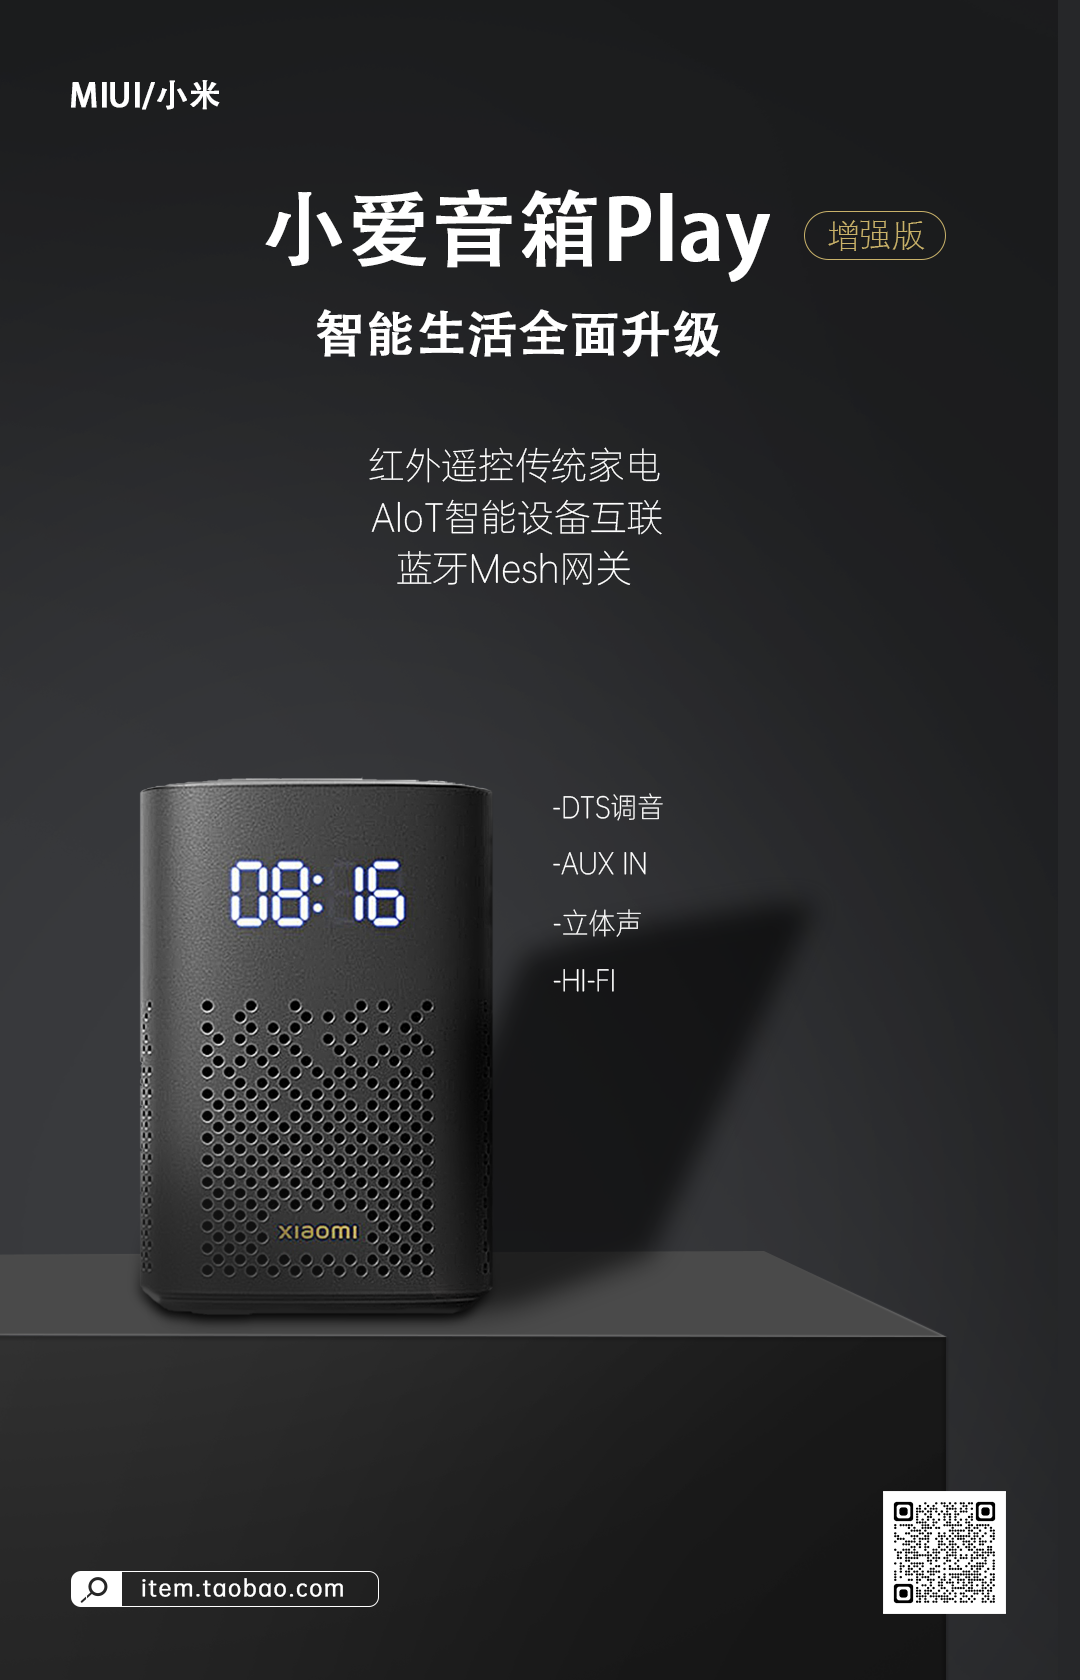 MIUI/小米
小爱音箱Play 增强版
智能生活全面升级
红外遥控传统家电
AIoT智能设备互联
蓝牙Mesh网关
-DTS调音
-AUX IN
-立体声
-HI-FI
08:16
xiaomi
item.taobao.com